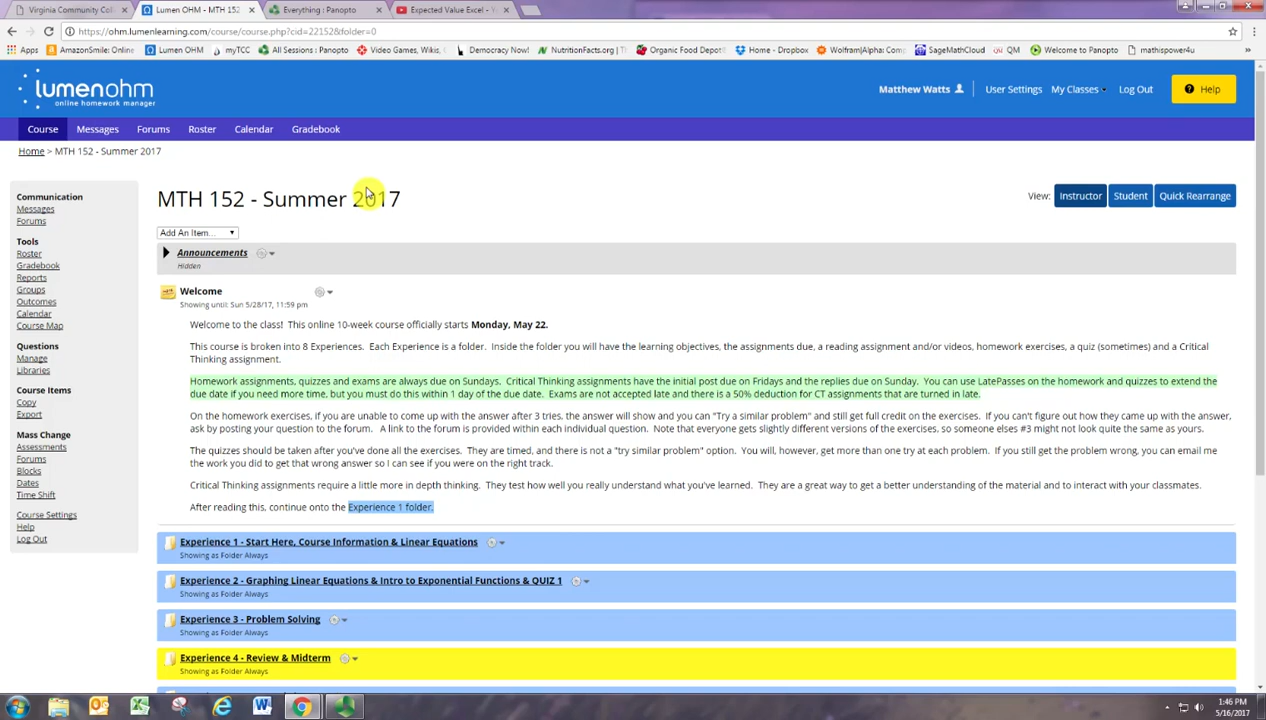 Virginia Community Coll
Lumen OHM - MTH 152 -
Everything : Panopto
Expected Value Excel -
https://ohm.lumenlearning.com/course/course.php?cid=22152&folder=0
Apps
AmazonSmile: Online
Lumen OHM
myTCC
All Sessions : Panopto
Video Games, Wikis,
Democracy Now!
NutritionFacts.org | T
Organic Food Depot
Home - Dropbox
Wolfram|Alpha: Com
SageMathCloud
QM
Welcome to Panopto
mathispower4u
lumenohm
online homework manager
Matthew Watts
User Settings
My Classes
Log Out
Help
Course
Messages
Forums
Roster
Calendar
Gradebook
Home > MTH 152 - Summer 2017
Communication
Messages
Forums
Tools
Roster
Gradebook
Reports
Groups
Outcomes
Calendar
Course Map
Questions
Manage
Libraries
Course Items
Copy
Export
Mass Change
Assessments
Forums
Blocks
Dates
Time Shift
Course Settings
Help
Log Out
MTH 152 - Summer 2017
View:
Instructor
Student
Quick Rearrange
Add An Item...
Announcements
Hidden
Welcome
Showing until: Sun 5/28/17, 11:59 pm
Welcome to the class! This online 10-week course officially starts Monday, May 22.
This course is broken into 8 Experiences. Each Experience is a folder. Inside the folder you will have the learning objectives, the assignments due, a reading assignment and/or videos, homework exercises, a quiz (sometimes) and a Critical
Thinking assignment.
Homework assignments, quizzes and exams are always due on Sundays. Critical Thinking assignments have the initial post due on Fridays and the replies due on Sunday. You can use LatePasses on the homework and quizzes to extend the
due date if you need more time, but you must do this within 1 day of the due date. Exams are not accepted late and there is a 50% deduction for CT assignments that are turned in late.
On the homework exercises, if you are unable to come up with the answer after 3 tries, the answer will show and you can "Try a similar problem" and still get full credit on the exercises. If you can't figure out how they came up with the answer,
ask by posting your question to the forum. A link to the forum is provided within each individual question. Note that everyone gets slightly different versions of the exercises, so someone elses #3 might not look quite the same as yours.
The quizzes should be taken after you've done all the exercises. They are timed, and there is not a "try similar problem" option. You will, however, get more than one try at each problem. If you still get the problem wrong, you can email me
the work you did to get that wrong answer so I can see if you were on the right track.
Critical Thinking assignments require a little more in depth thinking. They test how well you really understand what you've learned. They are a great way to get a better understanding of the material and to interact with your classmates.
After reading this, continue onto the Experience 1 folder.
Experience 1 - Start Here, Course Information & Linear Equations
Showing as Folder Always
Experience 2 - Graphing Linear Equations & Intro to Exponential Functions & QUIZ 1
Showing as Folder Always
Experience 3 - Problem Solving
Showing as Folder Always
Experience 4 - Review & Midterm
Showing as Folder Always
1:46 PM
5/16/2017